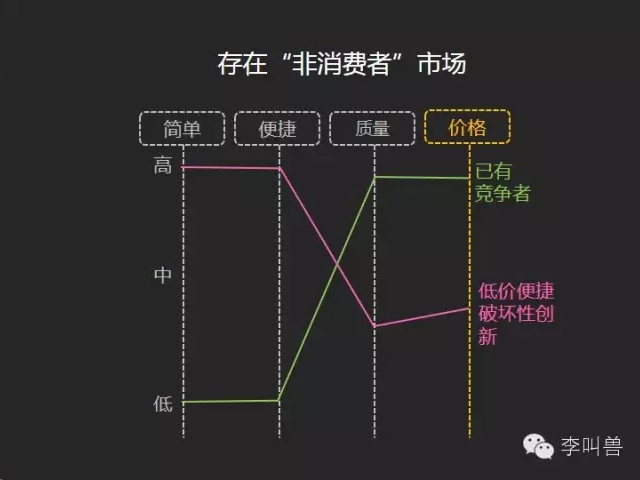 存在“非消费者”市场
简单
便捷
质量
价格
高
中
低
已有
竞争者
低价便捷
破坏性创
新
李叫兽